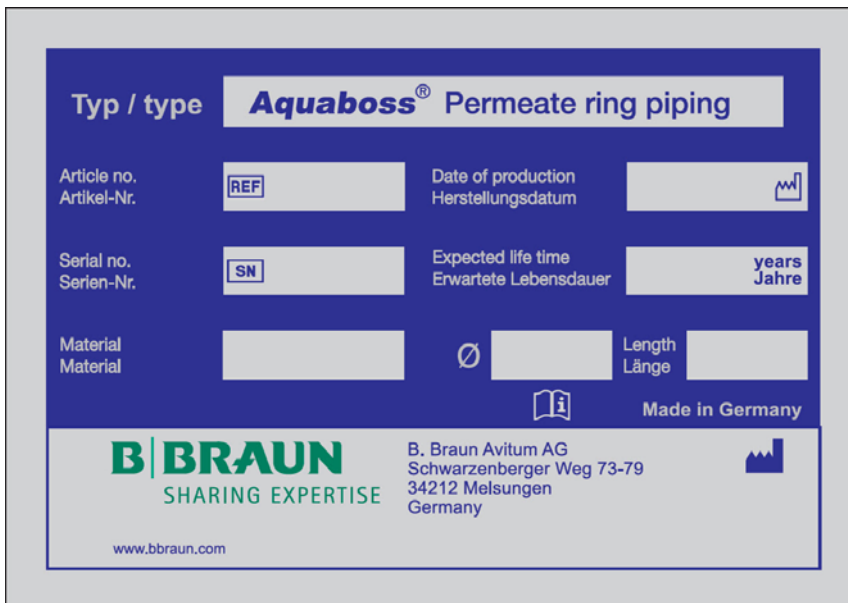 Typ / type Aquaboss® Permeate ring piping
Article no.
Artikel-Nr.
REF
Date of production
Herstellungsdatum
Serial no.
Serien-Nr.
SN
Expected life time
Erwartete Lebensdauer
years
Jahre
Material
Material
Ø
Length
Länge
Made in Germany
B|BRAUN
SHARING EXPERTISE
www.bbraun.com
B. Braun Avitum AG
Schwarzenberger Weg 73-79
34212 Melsungen
Germany